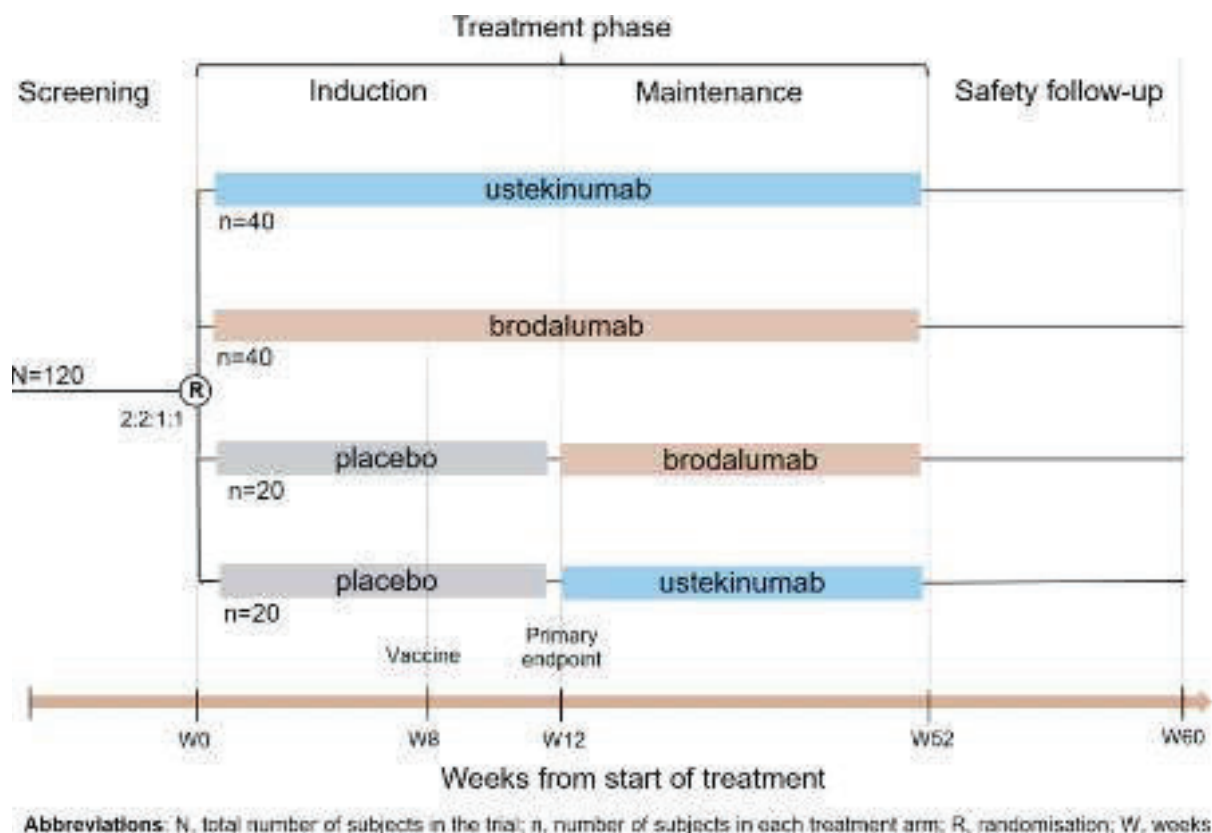 Treatment phase
Screening
Induction
Maintenance
Safety follow-up
ustekinumab
n=40
brodalumab
n=40
N=120
R
2:2:1:1
placebo
brodalumab
n=20
placebo
ustekinumab
n=20
Vaccine
Primary
endpoint
W0
W8
W12
W52
W60
Weeks from start of treatment
Abbreviations: N, total number of subjects in the trial; n, number of subjects in each treatment arm; R, randomisation; W, weeks